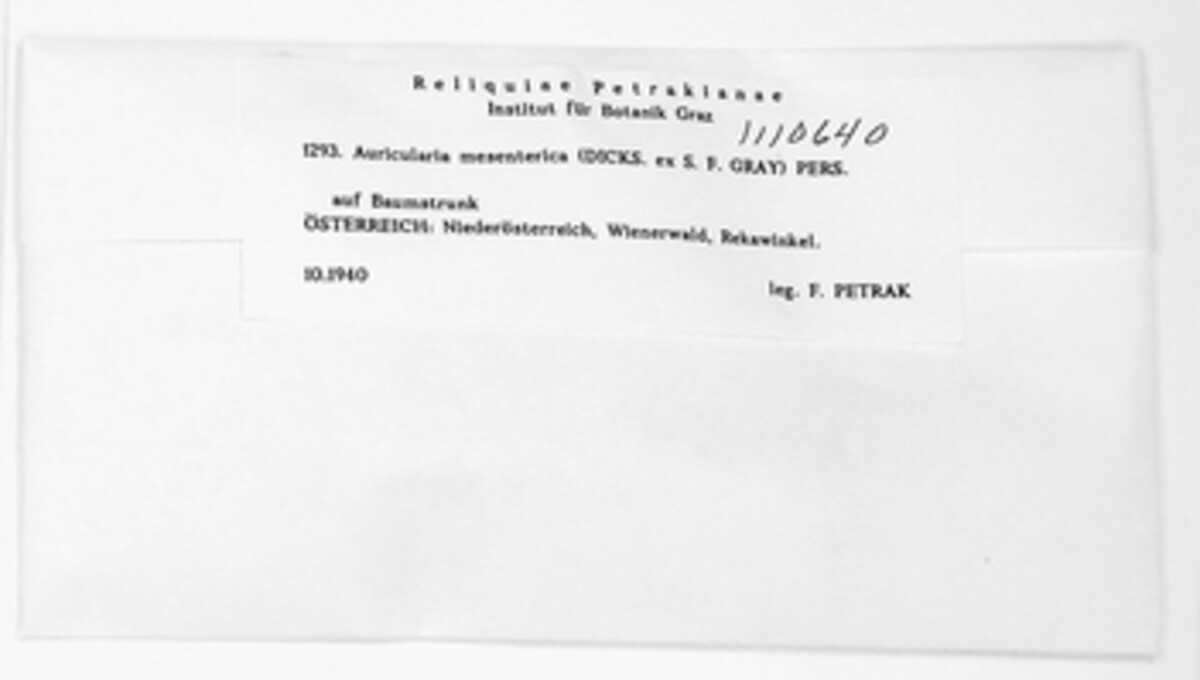 Reliquiae Petrakianae
Institut für Botanik Graz
1110640
1293. Auricularia mesenterica (DICKS. ex S. F. GRAY) PERS.
auf Baumstrunk
ÖSTERREICH: Niederösterreich, Wienerwald, Rekawinkel.
10.1940
leg. F. PETRAK